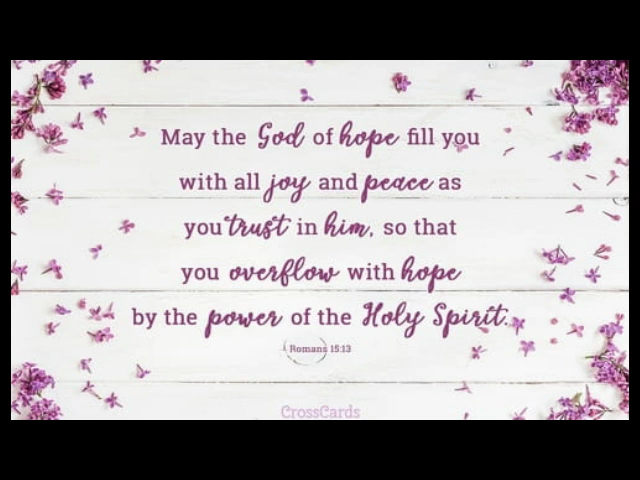 May the God of hope fill you
with all joy and peace as
you trust in him, so that
you overflow with hope
by the power of the Holy Spirit.
Romans 15:13
CrossCards